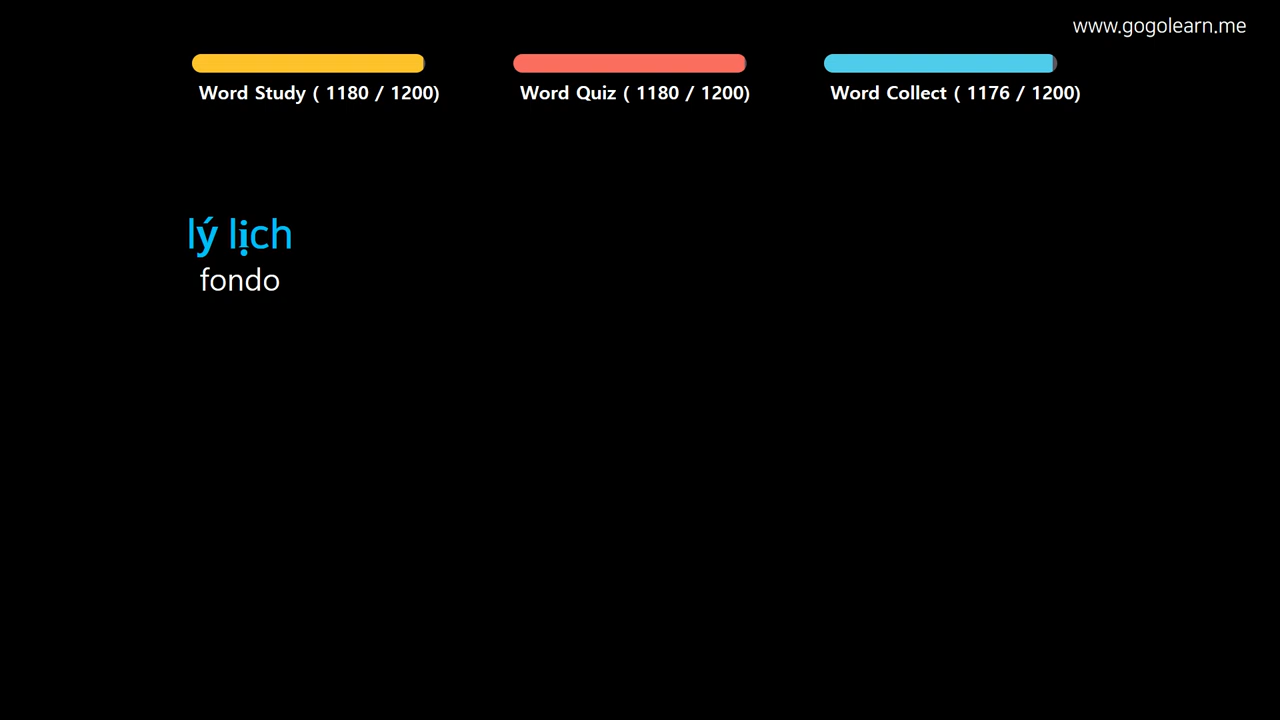 www.gogolearn.me
Word Study ( 1180 / 1200)
Word Quiz ( 1180 / 1200)
Word Collect ( 1176 / 1200)
lý lịch
fondo